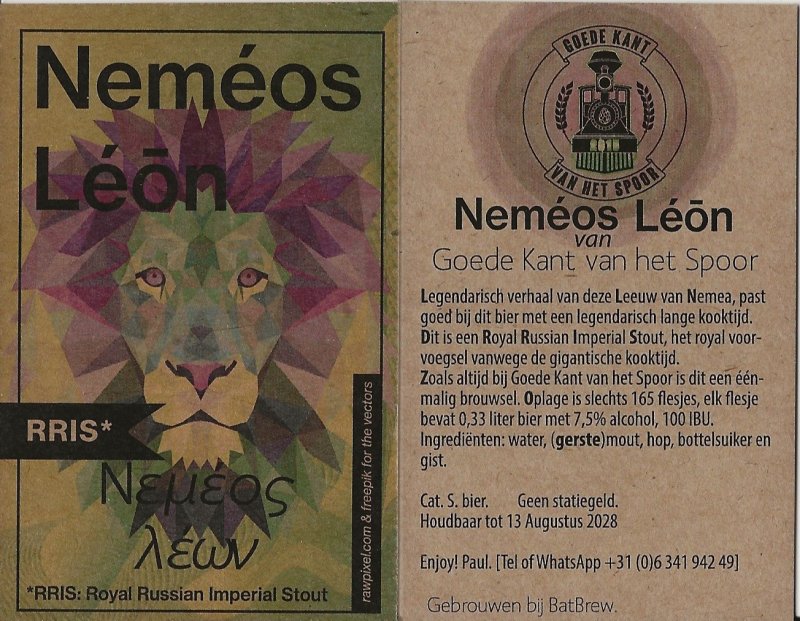 Neméos
Léōn
RRIS*
Νεμέος
λέων
*RRIS: Royal Russian Imperial Stout
rawpixel.com & freepik for the vectors
GOEDE KANT
VAN HET SPOOR
Neméos Léōn
van
Goede Kant van het Spoor
Legendarisch verhaal van deze Leeuw van Nemea, past
goed bij dit bier met een legendarisch lange kooktijd.
Dit is een Royal Russian Imperial Stout, het royal voor-
voegsel vanwege de gigantische kooktijd.
Zoals altijd bij Goede Kant van het Spoor is dit een één-
malig brouwsel. Oplage is slechts 165 flesjes, elk flesje
bevat 0,33 liter bier met 7,5% alcohol, 100 IBU.
Ingrediënten: water, (gerste)mout, hop, bottelsuiker en
gist.
Cat. S. bier. Geen statiegeld.
Houdbaar tot 13 Augustus 2028
Enjoy! Paul. [Tel of WhatsApp +31 (0)6 341 942 49]
Gebrouwen bij BatBrew.